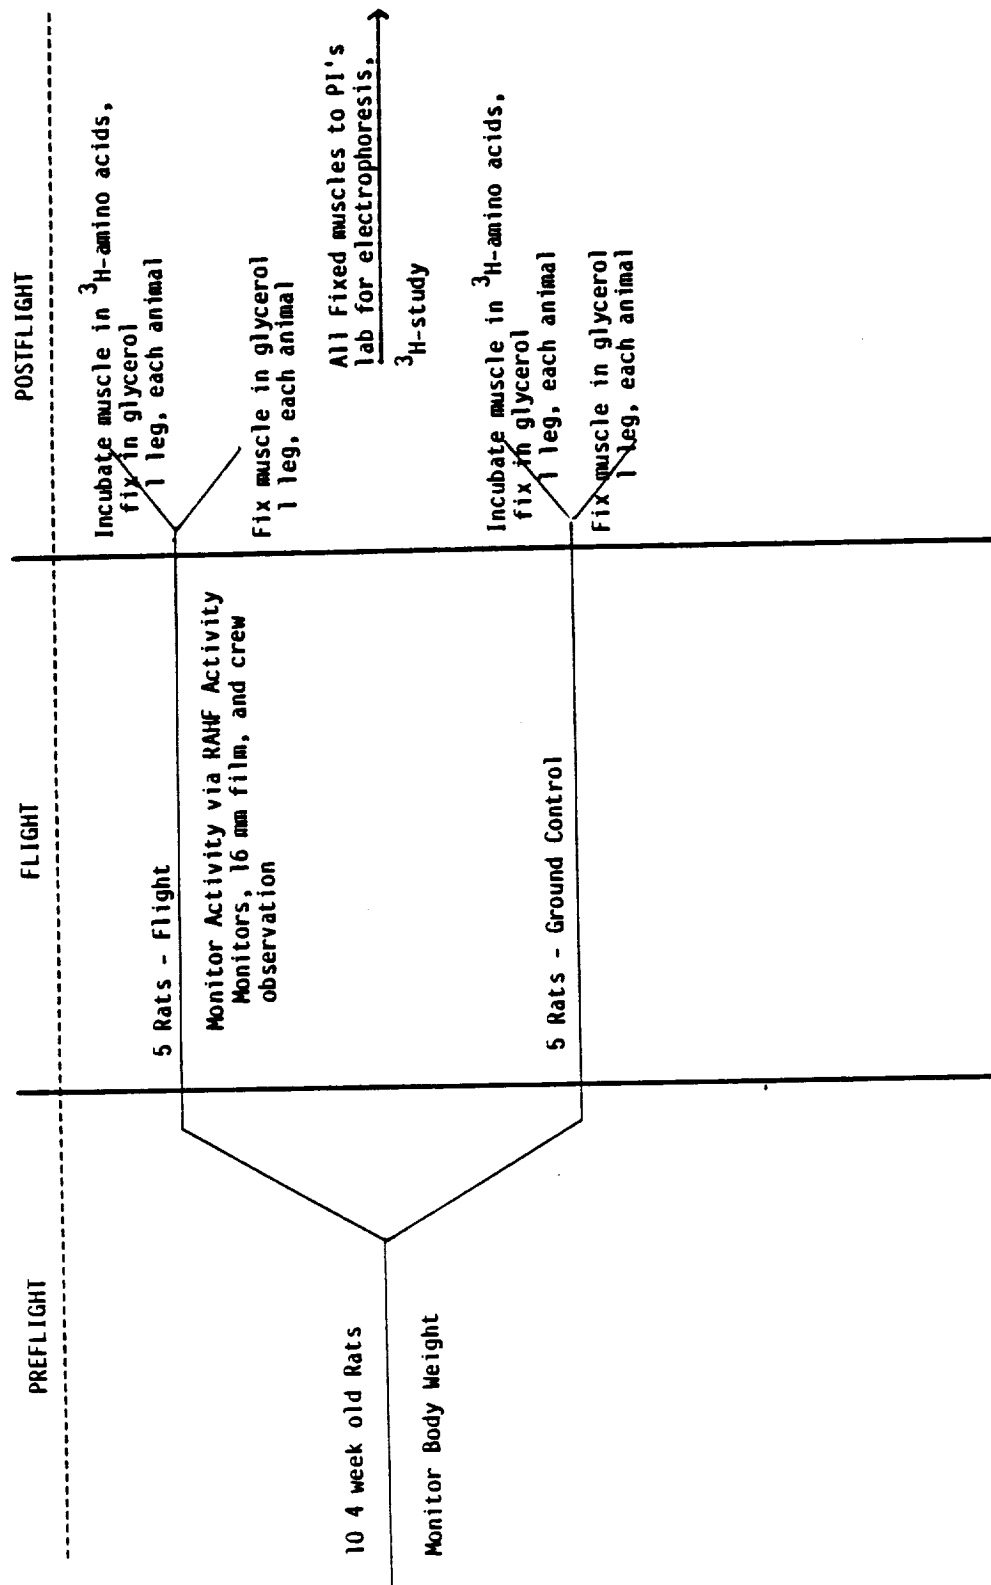 PREFLIGHT
FLIGHT
POSTFLIGHT
10 4 week old Rats
Monitor Body Weight
5 Rats - Flight
Monitor Activity via RAHF Activity
Monitors, 16 mm film, and crew
observation
5 Rats - Ground Control
Incubate muscle in ³H-amino acids,
fix in glycerol
1 leg, each animal
Fix muscle in glycerol
1 leg, each animal
All Fixed muscles to PI's
lab for electrophoresis,
³H-study
Incubate muscle in ³H-amino acids,
fix in glycerol
1 leg, each animal
Fix muscle in glycerol
1 leg, each animal